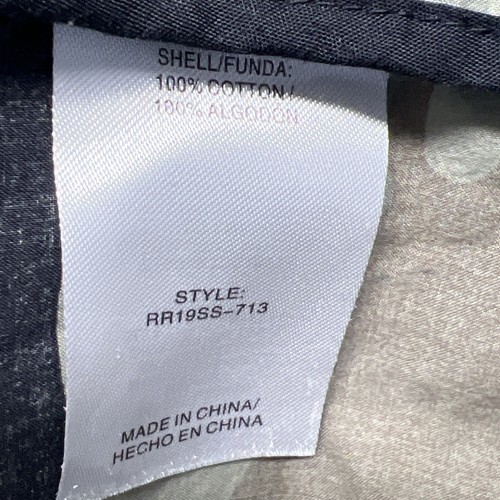 SHELL/FUNDA:
100% COTTON/
100% ALGODON
STYLE:
RR19SS-713
MADE IN CHINA/
HECHO EN CHINA